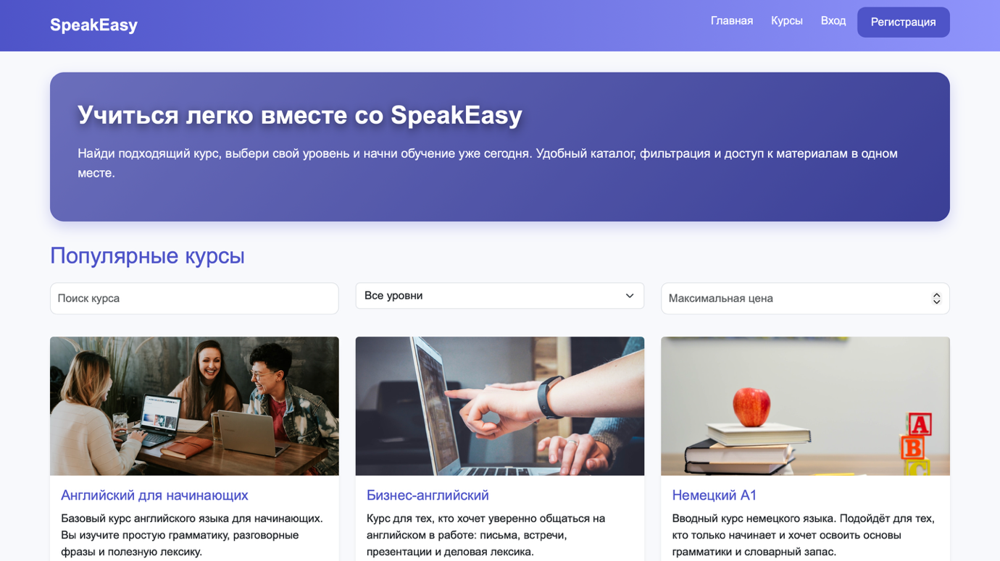 SpeakEasy
Главная
Курсы
Вход
Регистрация
Учиться легко вместе со SpeakEasy
Найди подходящий курс, выбери свой уровень и начни обучение уже сегодня. Удобный каталог, фильтрация и доступ к материалам в одном
месте.
Популярные курсы
Поиск курса
Все уровни
Максимальная цена
A
B
C
Английский для начинающих
Базовый курс английского языка для начинающих.
Вы изучите простую грамматику, разговорные
фразы и полезную лексику.
Бизнес-английский
Курс для тех, кто хочет уверенно общаться на
английском в работе: письма, встречи,
презентации и деловая лексика.
Немецкий A1
Вводный курс немецкого языка. Подойдёт для тех,
кто только начинает и хочет освоить основы
грамматики и словарный запас.